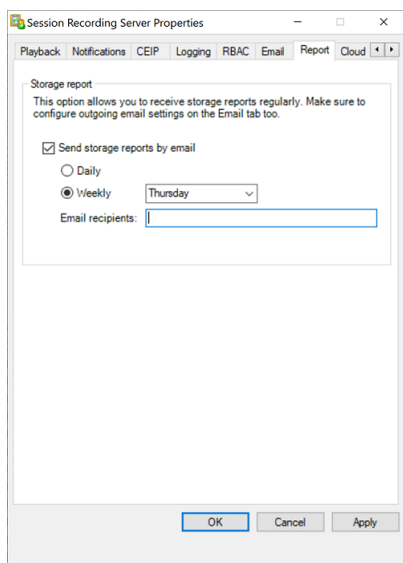 Session Recording Server Properties
Playback Notifications CEIP Logging RBAC Email Report Cloud
Storage report
This option allows you to receive storage reports regularly. Make sure to
configure outgoing email settings on the Email tab too.
Send storage reports by email
Daily
Weekly Thursday
Email recipients:
OK Cancel Apply